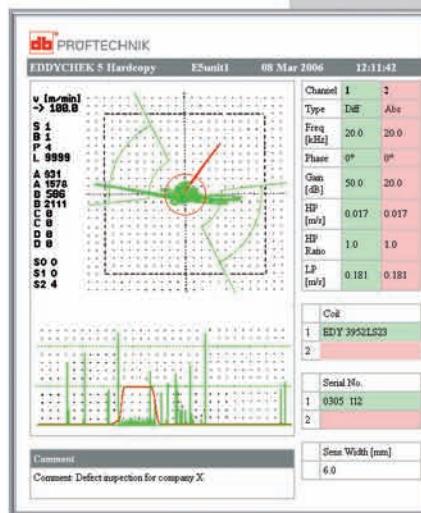 db PRÜFTECHNIK
EDDYCHEK 5 Hardcopy E5unit1 08 Mar 2006 12:11:42
v [m/min]
-> 100.0
S 1
B 1
P 4
L 9999
A 631
A 1578
B 506
B 2111
C 0
C 0
D 0
D 0
S0 0
S1 0
S2 4
Channel 1 2
Type Diff Abs
Freq [kHz] 20.0 20.0
Phase 0° 0°
Gain [dB] 50.0 20.0
HP [m/s] 0.017 0.017
HP Ratio 1.0 1.0
LP [m/s] 0.181 0.181
Coil
1 EDY 3952LS23
2
Serial No.
1 0305 112
2
Sens Width [mm]
6.0
Comment
Comment: Defect inspection for company X